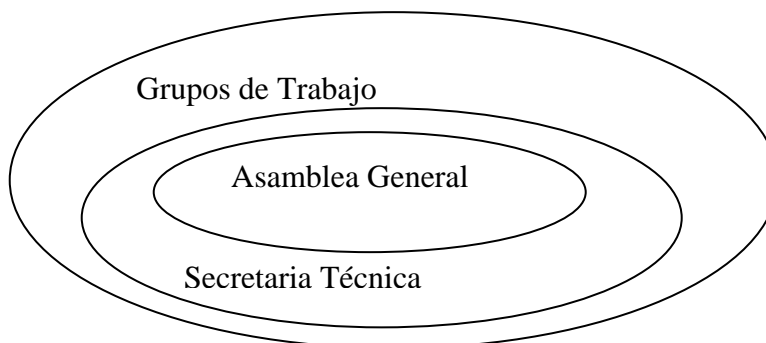 Grupos de Trabajo
Asamblea General
Secretaria Técnica